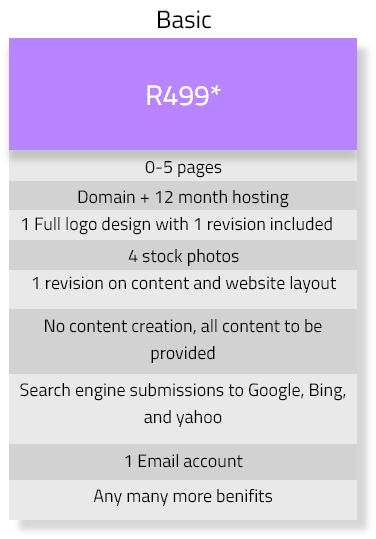 Basic
R499*
0-5 pages
Domain + 12 month hosting
1 Full logo design with 1 revision included
4 stock photos
1 revision on content and website layout
No content creation, all content to be
provided
Search engine submissions to Google, Bing,
and yahoo
1 Email account
Any many more benifits